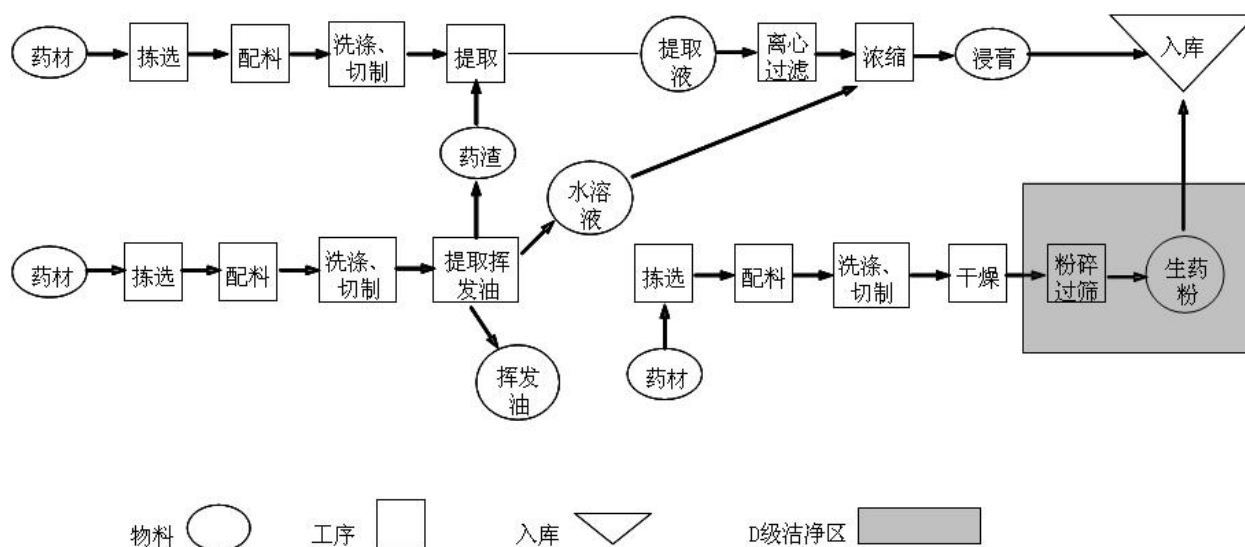 药材
拣选
配料
洗涤、
切制
提取
提取
液
离心
过滤
浓缩
浸膏
入库
药渣
水溶
液
药材
拣选
配料
洗涤、
切制
提取挥
发油
挥发
油
拣选
配料
洗涤、
切制
干燥
粉碎
过筛
生药
粉
药材
物料
工序
入库
D级洁净区